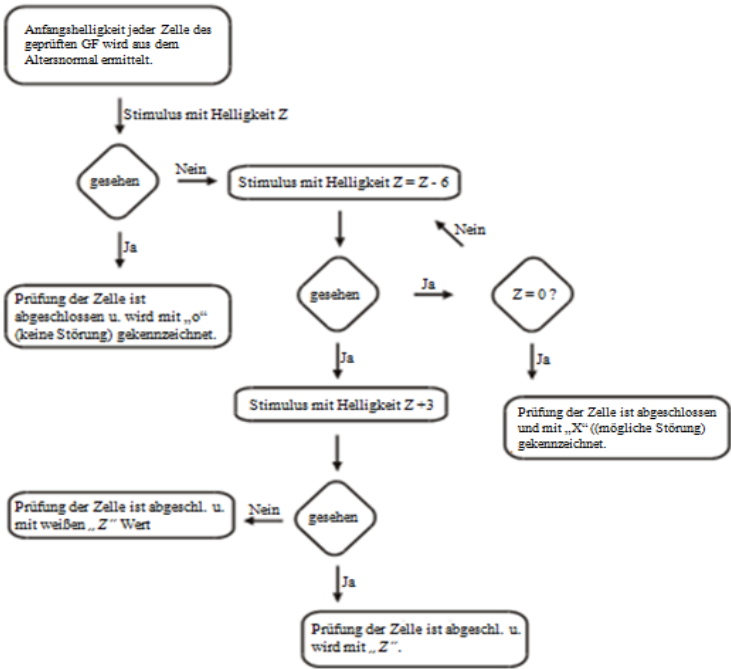 Anfangshelligkeit jeder Zelle des
geprüften GF wird aus dem
Altersnormal ermittelt.
Stimulus mit Helligkeit Z
gesehen
Nein
Stimulus mit Helligkeit Z = Z - 6
Ja
Nein
Prüfung der Zelle ist
abgeschlossen u. wird mit „o“
(keine Störung) gekennzeichnet.
gesehen
Ja
Z = 0 ?
Ja
Ja
Stimulus mit Helligkeit Z +3
Prüfung der Zelle ist abgeschlossen
und mit „X“ ((mögliche Störung)
gekennzeichnet.
Prüfung der Zelle ist abgeschl. u.
mit weißen „Z“ Wert
Nein
gesehen
Ja
Prüfung der Zelle ist abgeschl. u.
wird mit „Z“.